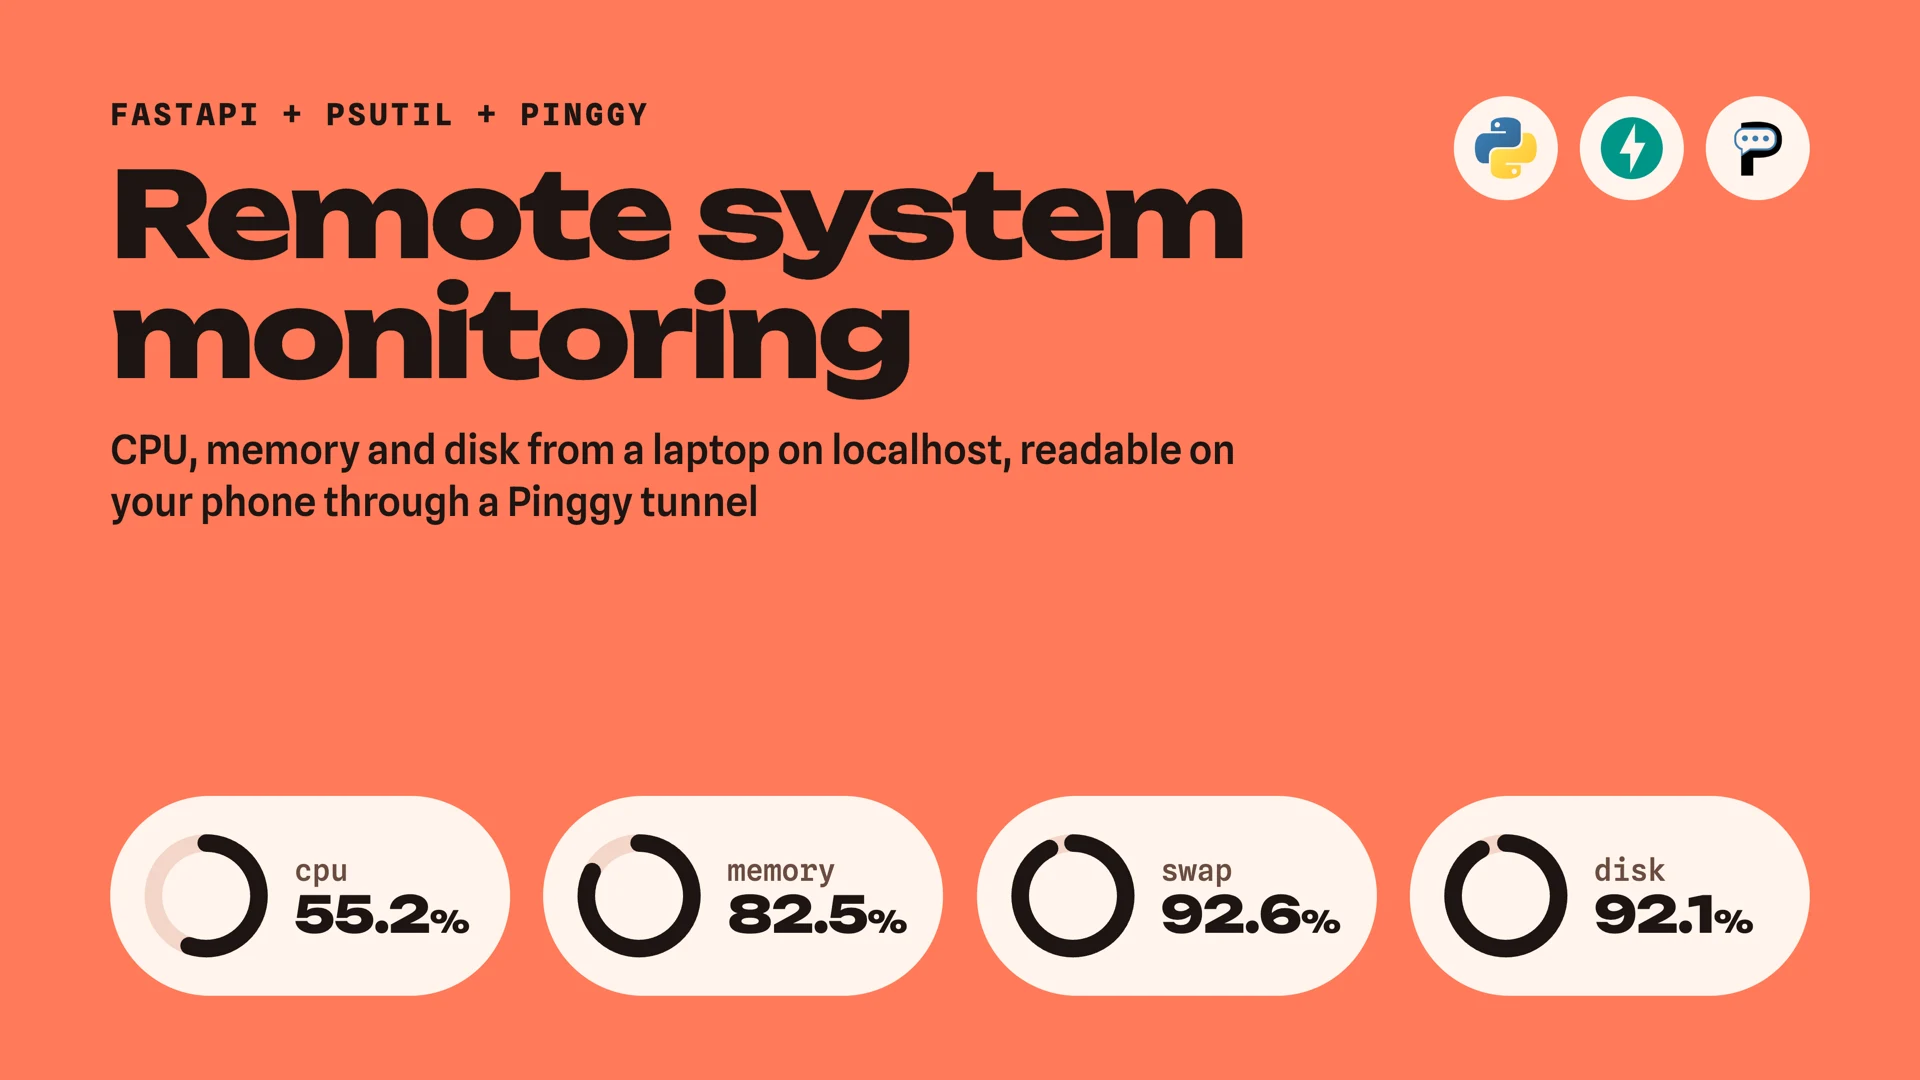 FASTAPI + PSUTIL + PINGGY
Remote system
monitoring
CPU, memory and disk from a laptop on localhost, readable on
your phone through a Pinggy tunnel
cpu
55.2%
memory
82.5%
swap
92.6%
disk
92.1%